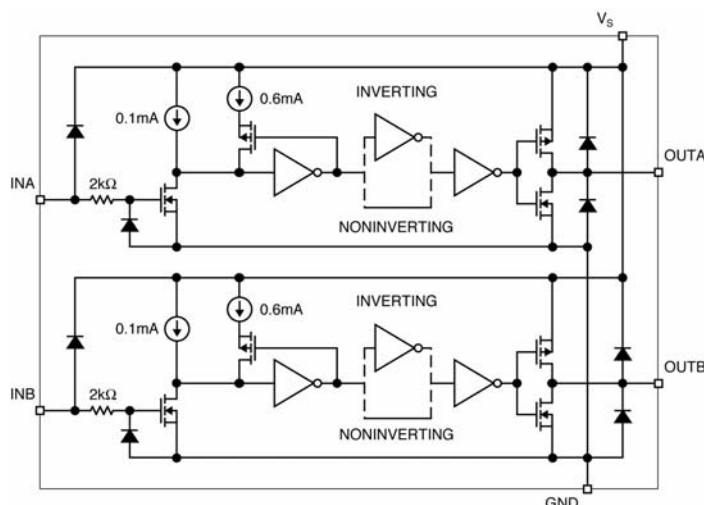 VS
INVERTING
0.6mA
0.1mA
OUTA
INA
2kΩ
NONINVERTING
INVERTING
0.6mA
0.1mA
OUTB
INB
2kΩ
NONINVERTING
GND